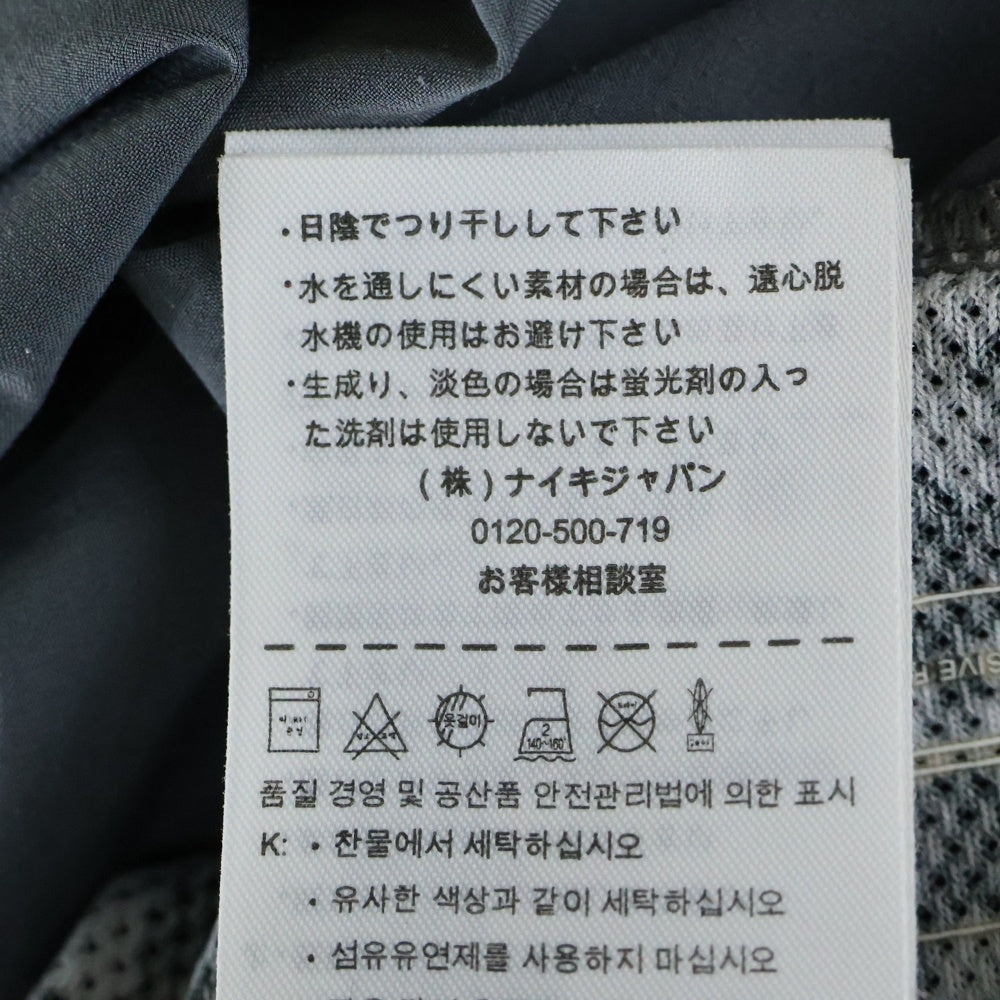 ・日陰でつり干しして下さい
・水を通しにくい素材の場合は、遠心脱
水機の使用はお避け下さい
・生成り、淡色の場合は蛍光剤の入っ
た洗剤は使用しないで下さい
(株)ナイキジャパン
0120-500-719
お客様相談室
옷걸이
2
140~160°
품질 경영 및 공산품 안전관리법에 의한 표시
K: • 찬물에서 세탁하십시오
• 유사한 색상과 같이 세탁하십시오
• 섬유유연제를 사용하지 마십시오